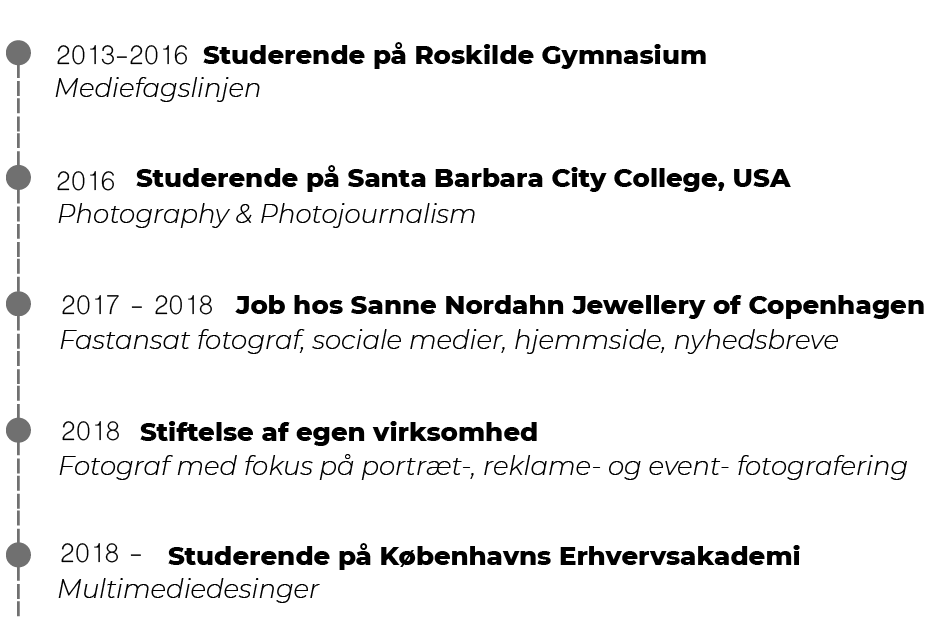 2013-2016 Studerende på Roskilde Gymnasium
Mediefagslinjen
2016 Studerende på Santa Barbara City College, USA
Photography & Photojournalism
2017 - 2018 Job hos Sanne Nordahn Jewellery of Copenhagen
Fastansat fotograf, sociale medier, hjemmside, nyhedsbreve
2018 Stiftelse af egen virksomhed
Fotograf med fokus på portræt-, reklame- og event- fotografering
2018 - Studerende på Københavns Erhvervsakademi
Multimediedesinger